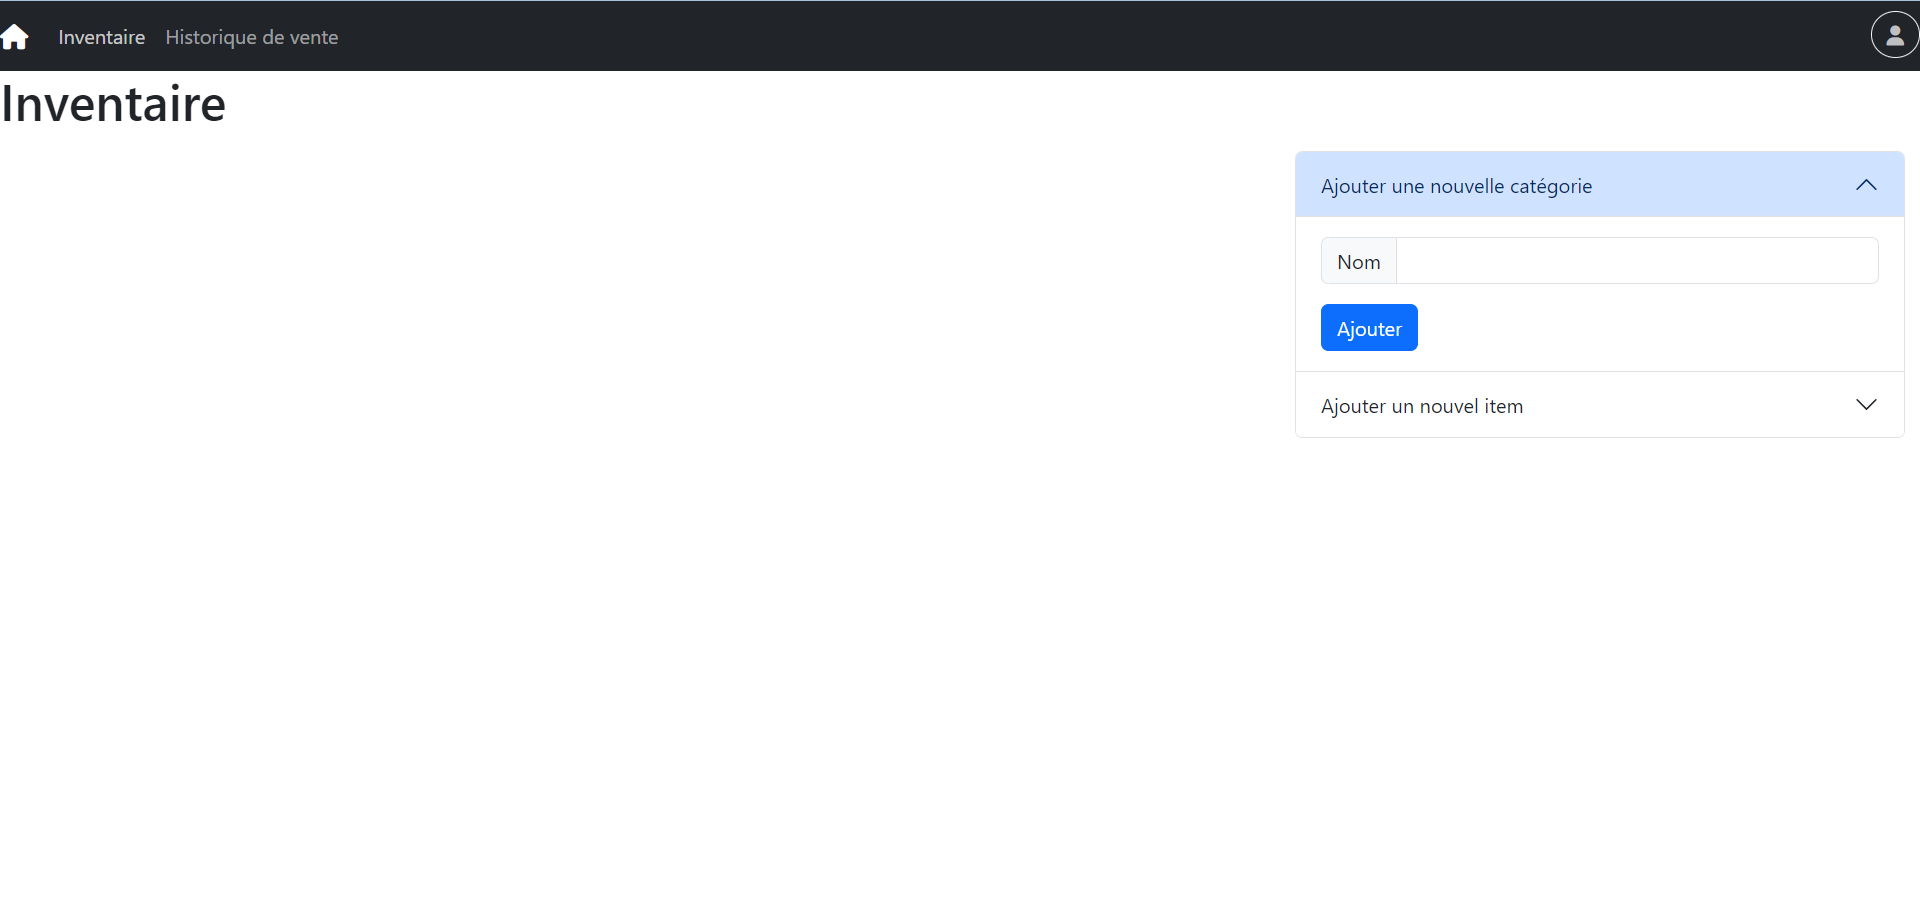 Inventaire Historique de vente
Inventaire
Ajouter une nouvelle catégorie
Nom
Ajouter
Ajouter un nouvel item